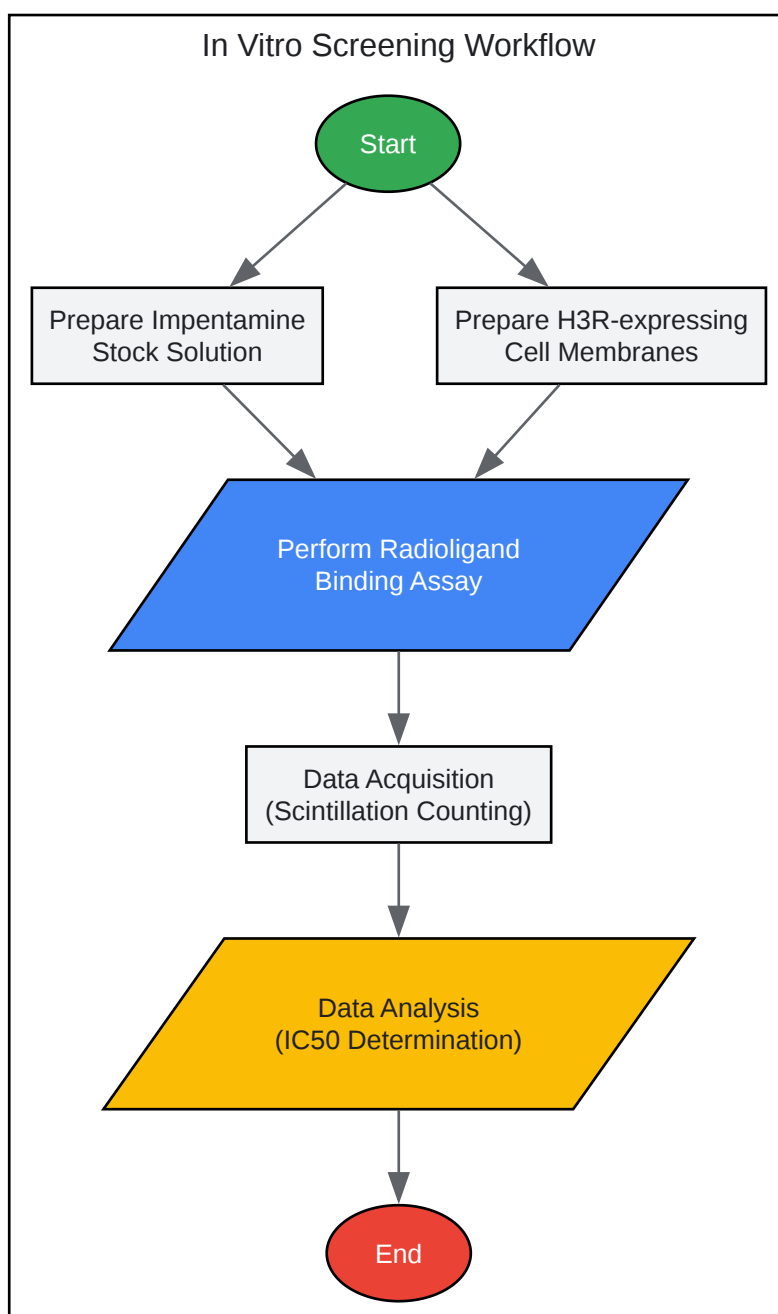 In Vitro Screening Workflow
Start
Prepare Impentamine
Stock Solution
Prepare H3R-expressing
Cell Membranes
Perform Radioligand
Binding Assay
Data Acquisition
(Scintillation Counting)
Data Analysis
(IC50 Determination)
End